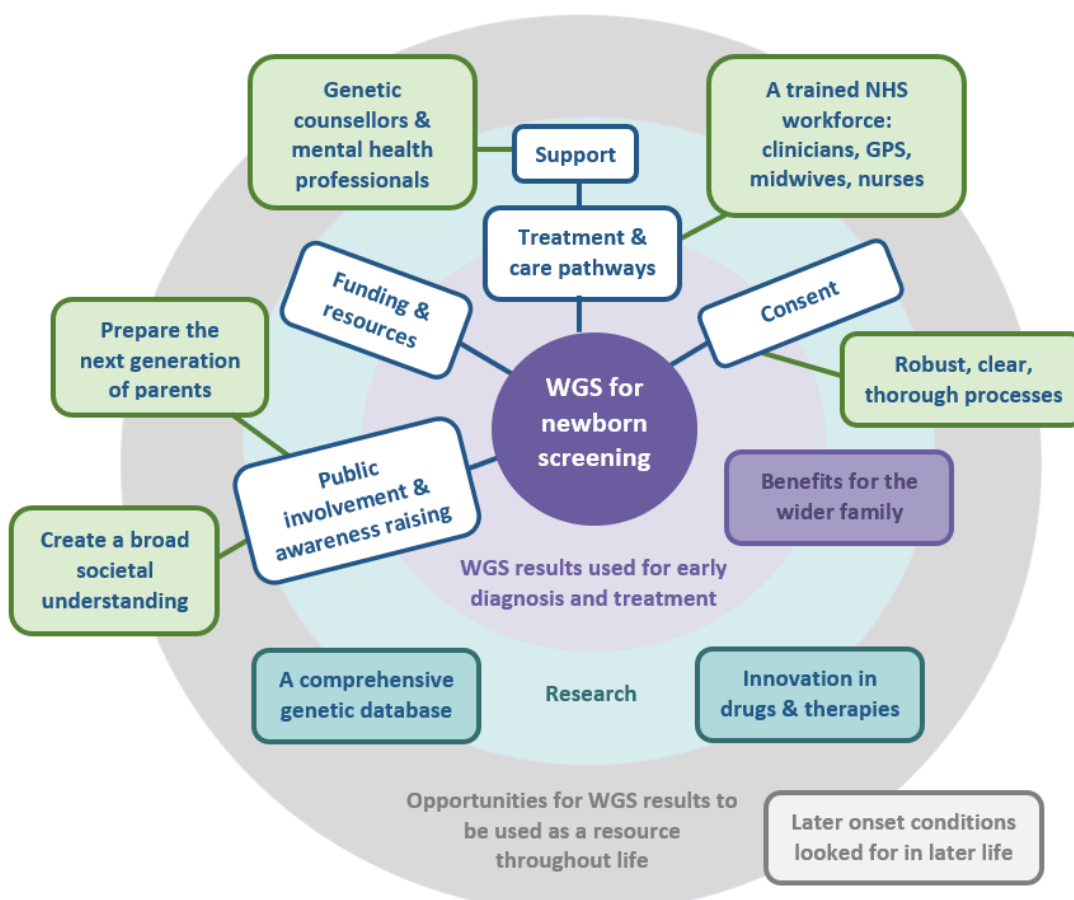 Genetic
counsellors &
mental health
professionals
Support
A trained NHS
workforce:
clinicians, GPS,
midwives, nurses
Treatment &
care pathways
Funding &
resources
Consent
Prepare the
next generation
of parents
Robust, clear,
thorough processes
WGS for
newborn
screening
Public
involvement &
awareness raising
Benefits for the
wider family
Create a broad
societal
understanding
WGS results used for early
diagnosis and treatment
A comprehensive
genetic database
Research
Innovation in
drugs & therapies
Opportunities for WGS results to
be used as a resource
throughout life
Later onset conditions
looked for in later life